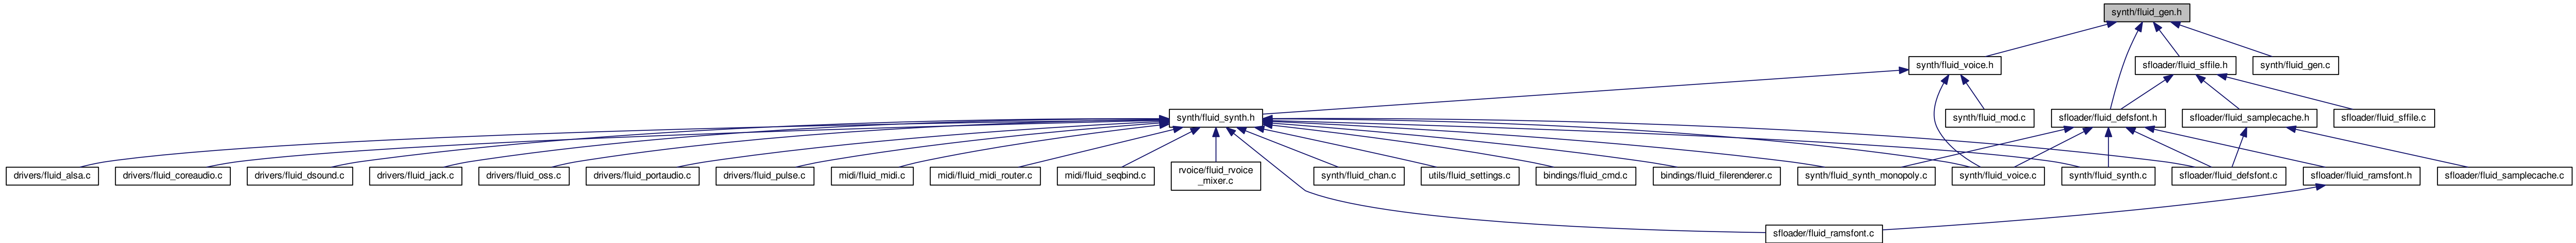 synth/fluid_gen.h
synth/fluid_voice.h
sfloader/fluid_sffile.h
synth/fluid_gen.c
synth/fluid_synth.h
synth/fluid_mod.c
sfloader/fluid_defsfont.h
sfloader/fluid_samplecache.h
sfloader/fluid_sffile.c
drivers/fluid_alsa.c
drivers/fluid_coreaudio.c
drivers/fluid_dsound.c
drivers/fluid_jack.c
drivers/fluid_oss.c
drivers/fluid_portaudio.c
drivers/fluid_pulse.c
midi/fluid_midi.c
midi/fluid_midi_router.c
midi/fluid_seqbind.c
rvoice/fluid_rvoice
_mixer.c
synth/fluid_chan.c
utils/fluid_settings.c
bindings/fluid_cmd.c
bindings/fluid_filerenderer.c
synth/fluid_synth_monopoly.c
synth/fluid_voice.c
synth/fluid_synth.c
sfloader/fluid_defsfont.c
sfloader/fluid_ramsfont.h
sfloader/fluid_samplecache.c
sfloader/fluid_ramsfont.c